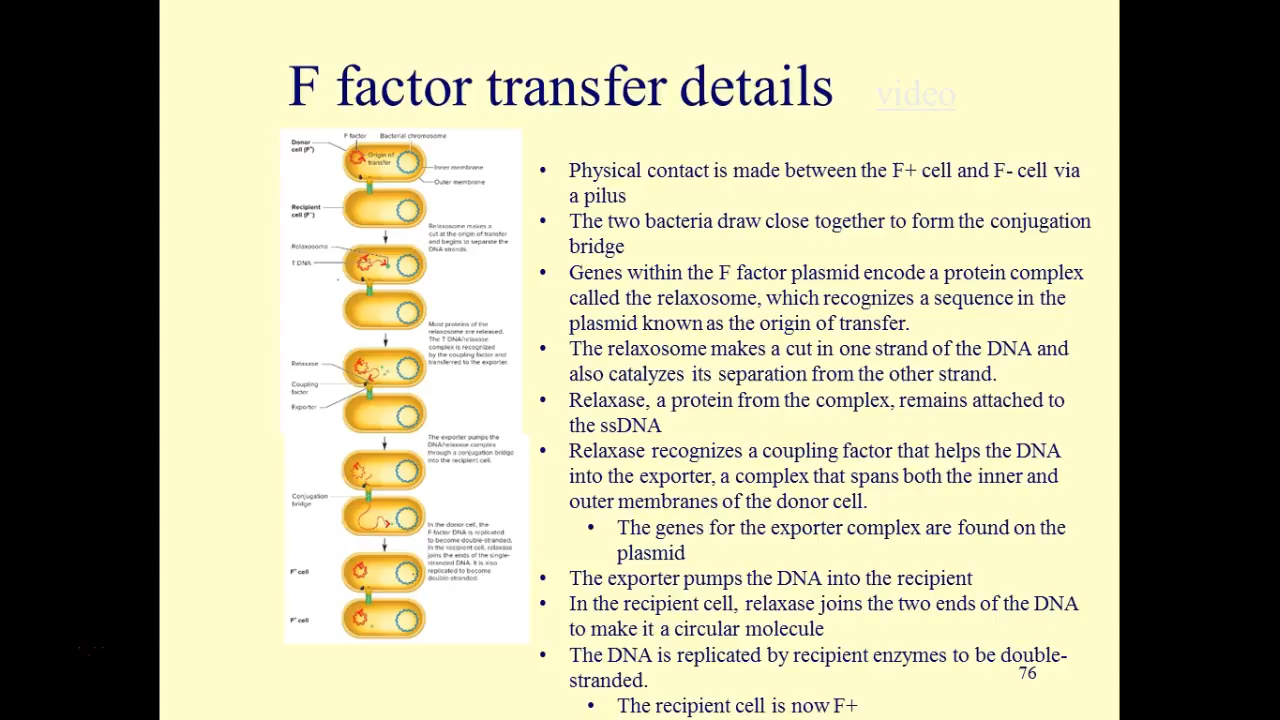 F factor transfer details video
F factor Bacterial chromosome
Donor
cell (F⁺)
Origin of
transfer
Inner membrane
Outer membrane
Recipient
cell (F⁻)
Relaxosome makes a
cut at the origin of transfer
and begins to separate the
DNA strands.
Relaxosome
T DNA
Most proteins of the
relaxosome are released.
The T DNA/relaxase
complex is recognized
by the coupling factor and
transferred to the exporter.
Relaxase
Coupling
factor
Exporter
The exporter pumps the
DNA/relaxase complex
through a conjugation bridge
into the recipient cell.
Conjugation
bridge
In the donor cell, the
F factor DNA is replicated
to become double-stranded.
In the recipient cell, relaxase
joins the ends of the single-
stranded DNA. It is also
replicated to become
double-stranded.
F⁺ cell
F⁺ cell
• Physical contact is made between the F+ cell and F- cell via
a pilus
• The two bacteria draw close together to form the conjugation
bridge
• Genes within the F factor plasmid encode a protein complex
called the relaxosome, which recognizes a sequence in the
plasmid known as the origin of transfer.
• The relaxosome makes a cut in one strand of the DNA and
also catalyzes its separation from the other strand.
• Relaxase, a protein from the complex, remains attached to
the ssDNA
• Relaxase recognizes a coupling factor that helps the DNA
into the exporter, a complex that spans both the inner and
outer membranes of the donor cell.
• The genes for the exporter complex are found on the
plasmid
• The exporter pumps the DNA into the recipient
• In the recipient cell, relaxase joins the two ends of the DNA
to make it a circular molecule
• The DNA is replicated by recipient enzymes to be double-
stranded.
• The recipient cell is now F+
76